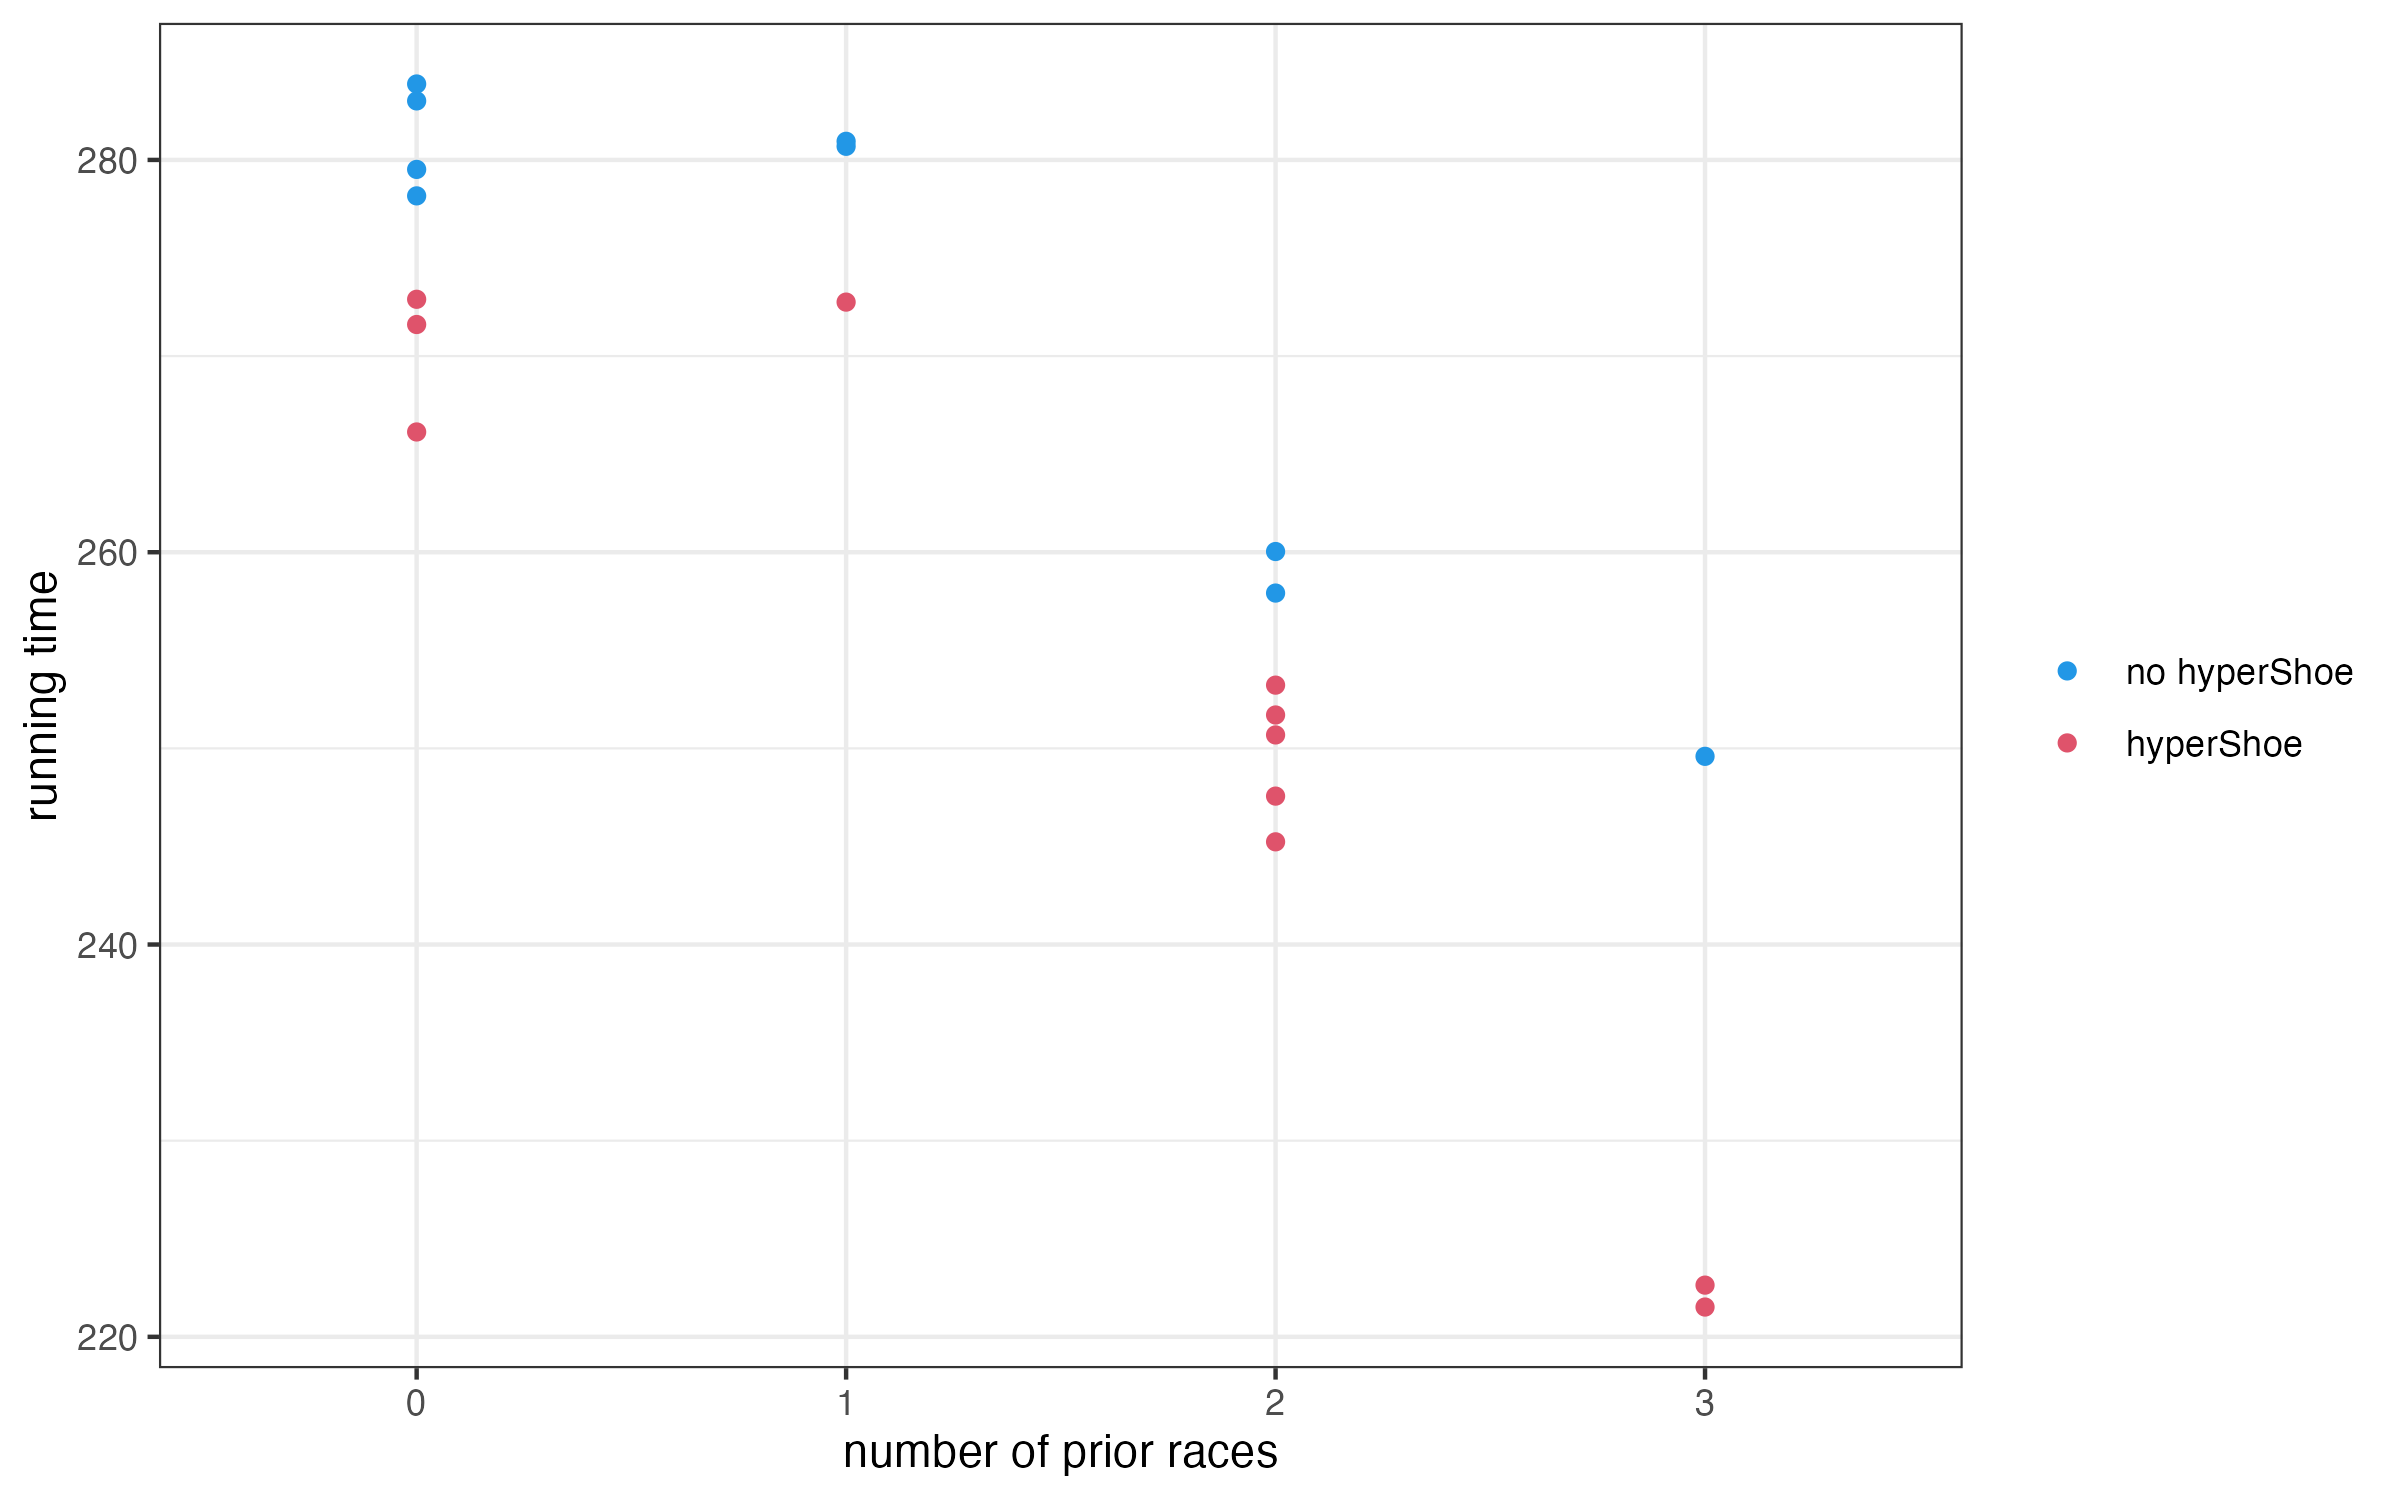 running time
280
260
240
220
0
1
2
3
number of prior races
no hyperShoe
hyperShoe